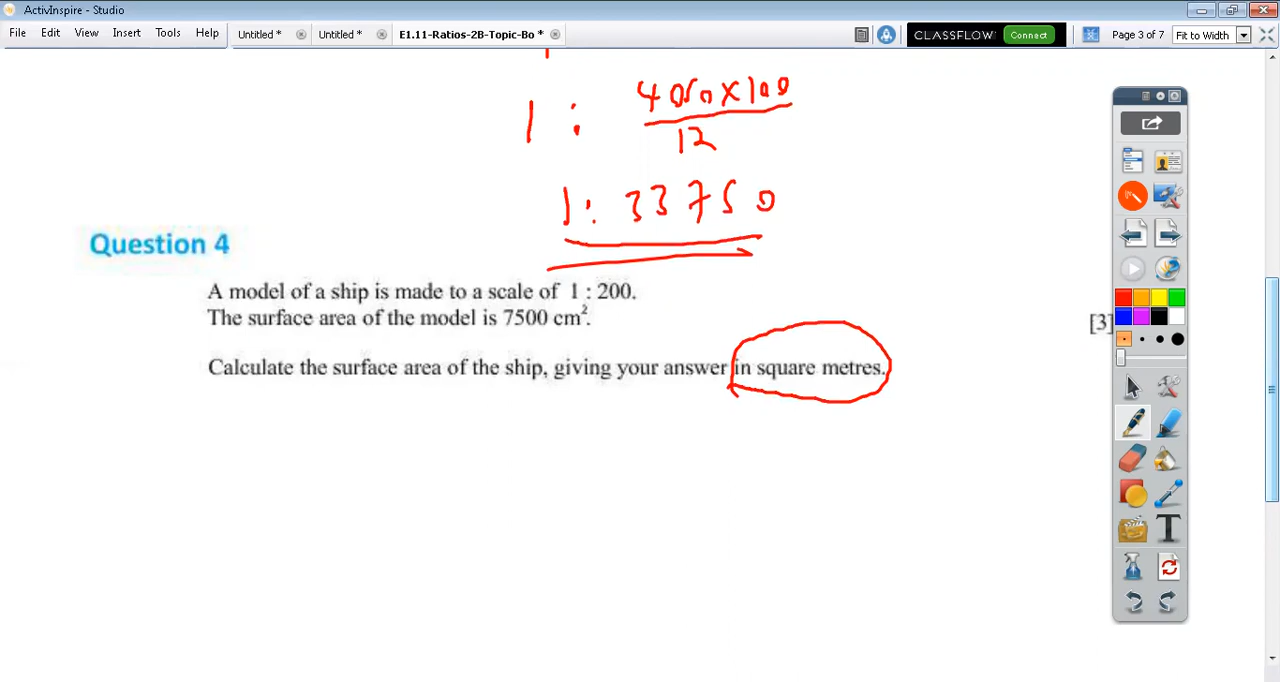 ActivInspire - Studio
File Edit View Insert Tools Help Untitled * Untitled * E1.11-Ratios-2B-Topic-Bo * CLASSFLOW Connect Page 3 of 7 Fit to Width
1 : 4050 x 100
12
1 : 33750
Question 4
A model of a ship is made to a scale of 1 : 200.
The surface area of the model is 7500 cm².
[3]
Calculate the surface area of the ship, giving your answer in square metres.
T